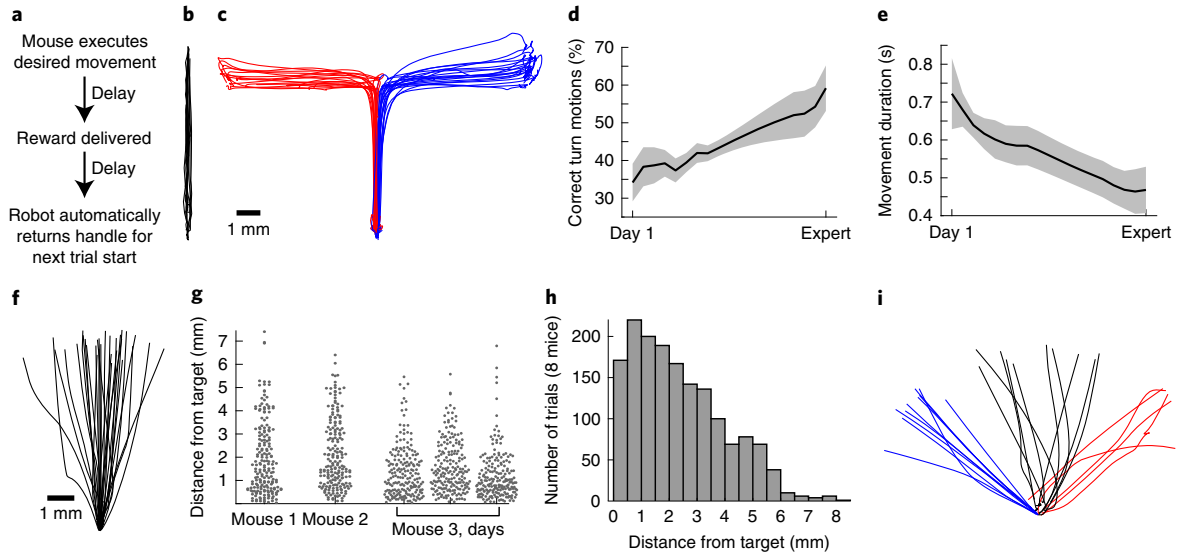 a
Mouse executes
desired movement
Delay
Reward delivered
Delay
Robot automatically
returns handle for
next trial start
b
c
1 mm
d
Correct turn motions (%)
70
60
50
40
30
Day 1
Expert
e
Movement duration (s)
0.8
0.7
0.6
0.5
0.4
Day 1
Expert
f
1 mm
g
Distance from target (mm)
7
6
5
4
3
2
1
Mouse 1 Mouse 2
Mouse 3, days
h
Number of trials (8 mice)
200
150
100
50
0
0 1 2 3 4 5 6 7 8
Distance from target (mm)
i